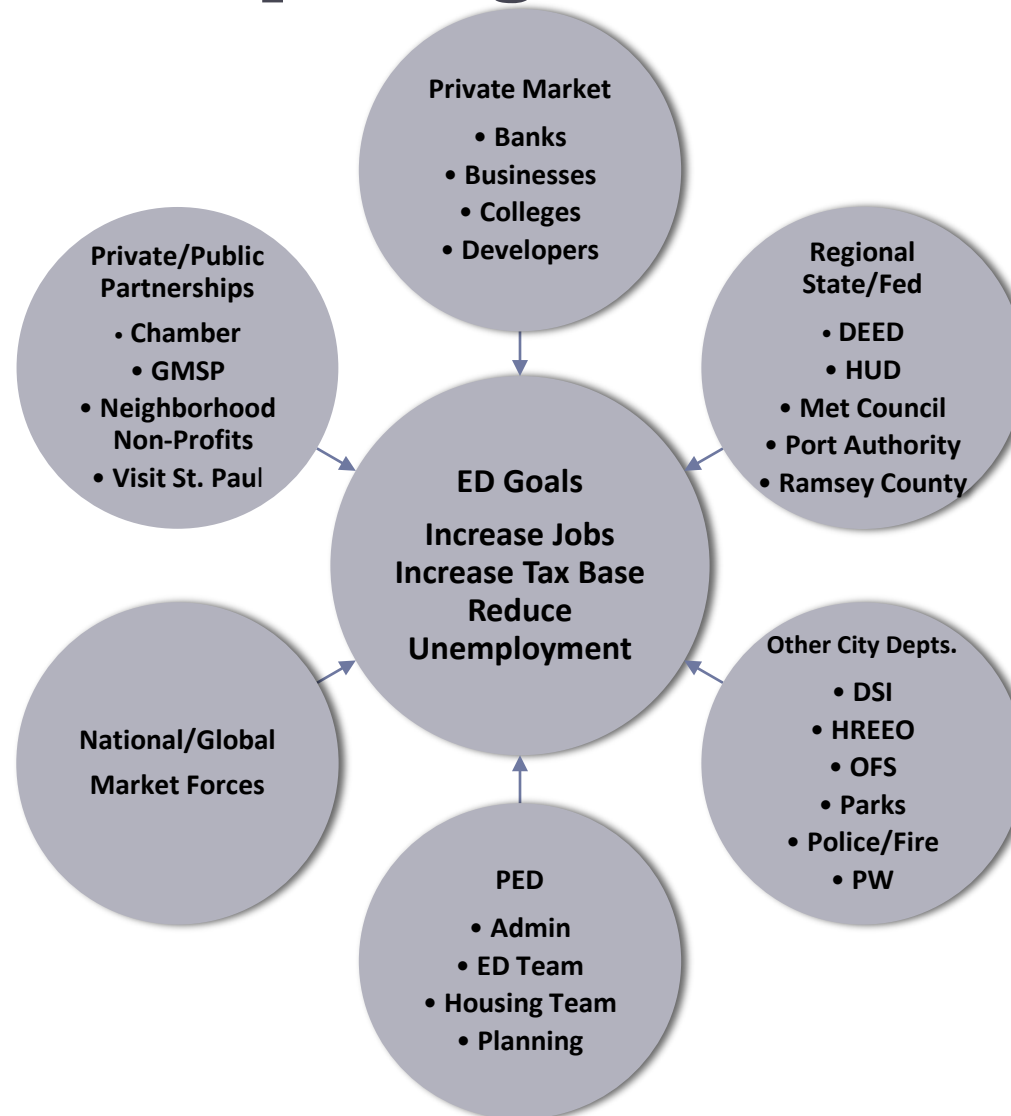 Private Market
• Banks
• Businesses
• Colleges
• Developers
Private/Public
Partnerships
• Chamber
• GMSP
• Neighborhood
Non-Profits
• Visit St. Paul
Regional
State/Fed
• DEED
• HUD
• Met Council
• Port Authority
• Ramsey County
ED Goals
Increase Jobs
Increase Tax Base
Reduce
Unemployment
National/Global
Market Forces
Other City Depts.
• DSI
• HREEO
• OFS
• Parks
• Police/Fire
• PW
PED
• Admin
• ED Team
• Housing Team
• Planning